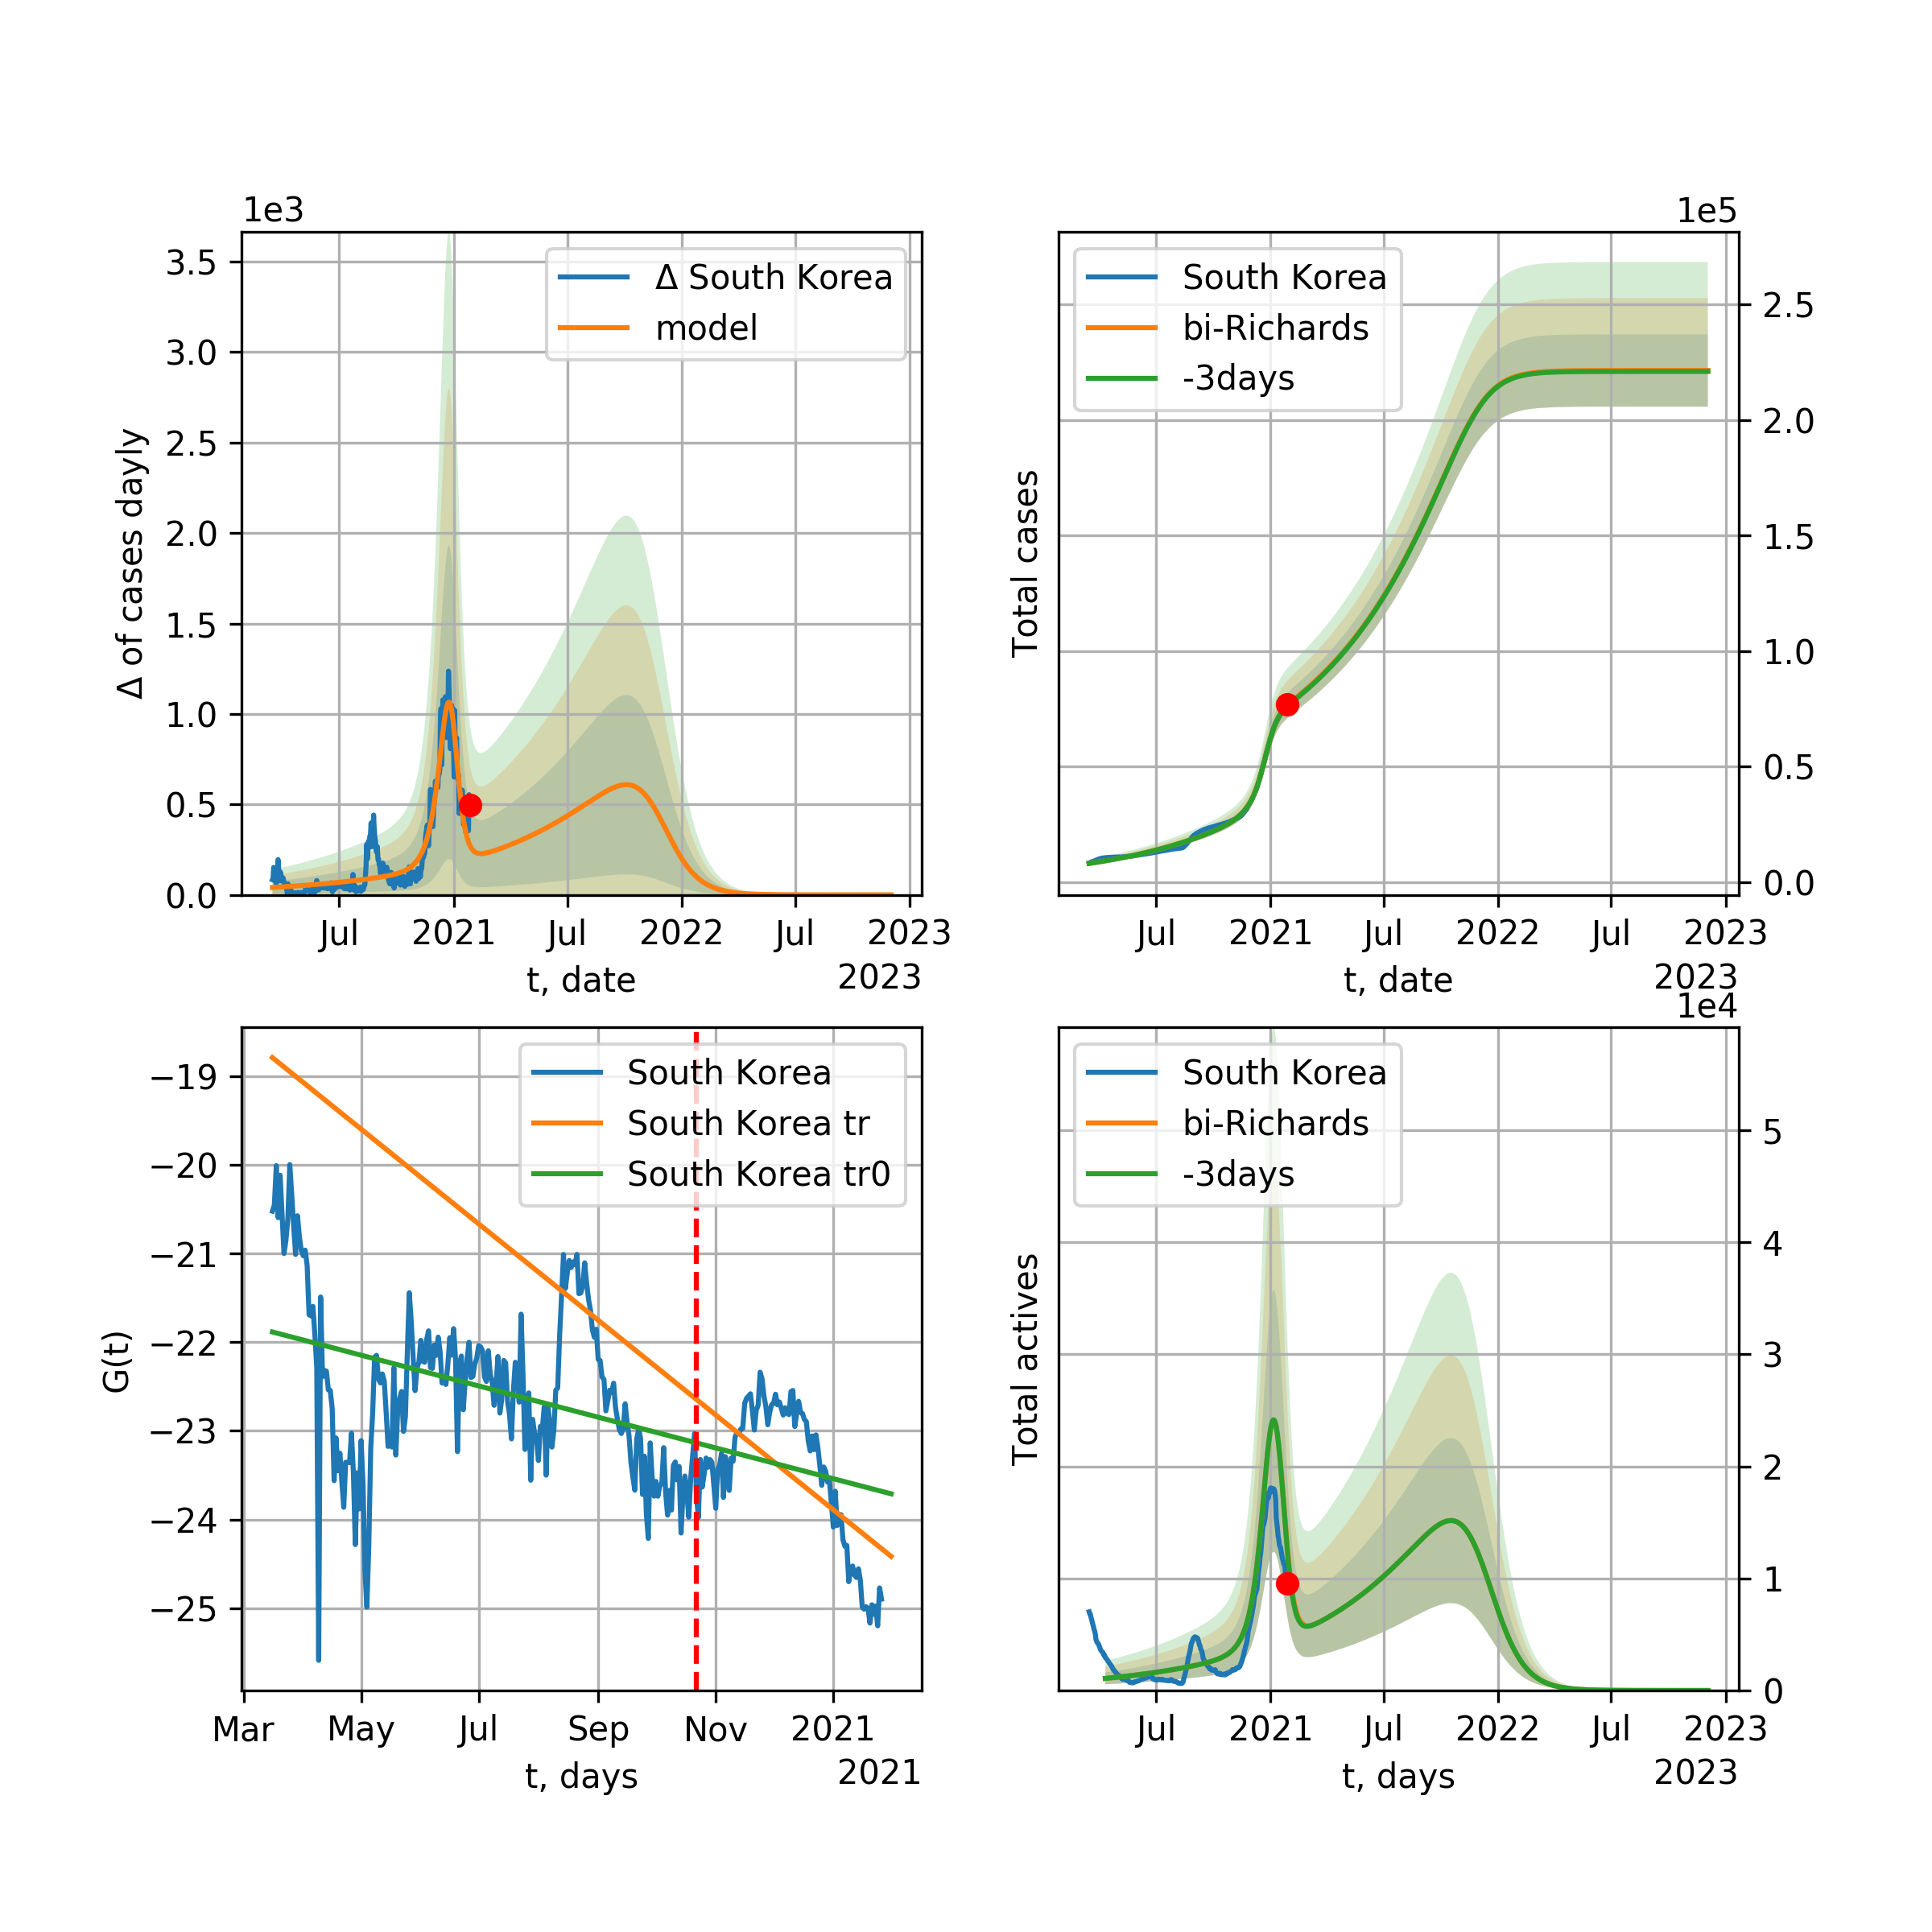 1e3
3.5
3.0
2.5
2.0
1.5
1.0
0.5
0.0
Δ of cases dayly
Δ South Korea
model
Jul 2021 Jul 2022 Jul 2023
t, date
2023
1e5
South Korea
bi-Richards
-3days
Total cases
2.5
2.0
1.5
1.0
0.5
0.0
Jul 2021 Jul 2022 Jul 2023
t, date
2023
−19
−20
−21
−22
−23
−24
−25
G(t)
South Korea
South Korea tr
South Korea tr0
Mar May Jul Sep Nov 2021
t, days
2021
1e4
South Korea
bi-Richards
-3days
Total actives
5
4
3
2
1
0
Jul 2021 Jul 2022 Jul 2023
t, days
2023